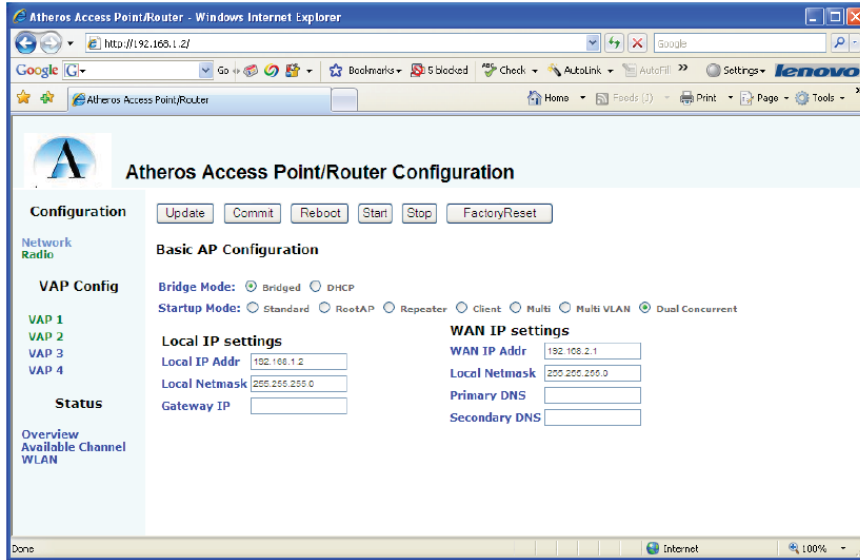 Atheros Access Point/Router - Windows Internet Explorer
http://192.168.1.2/
Google
Google G
Go
Bookmarks
5 blocked
Check
AutoLink
AutoFill
Settings
lenovo
Atheros Access Point/Router
Home
Feeds (J)
Print
Page
Tools
A
Atheros Access Point/Router Configuration
Configuration
Network
Radio
VAP Config
VAP 1
VAP 2
VAP 3
VAP 4
Status
Overview
Available Channel
WLAN
Update Commit Reboot Start Stop FactoryReset
Basic AP Configuration
Bridge Mode: Bridged DHCP
Startup Mode: Standard RootAP Repeater Client Multi Multi VLAN Dual Concurrent
Local IP settings
Local IP Addr 192.168.1.2
Local Netmask 255.255.255.0
Gateway IP
WAN IP settings
WAN IP Addr 192.168.2.1
Local Netmask 255.255.255.0
Primary DNS
Secondary DNS
Done
Internet
100%